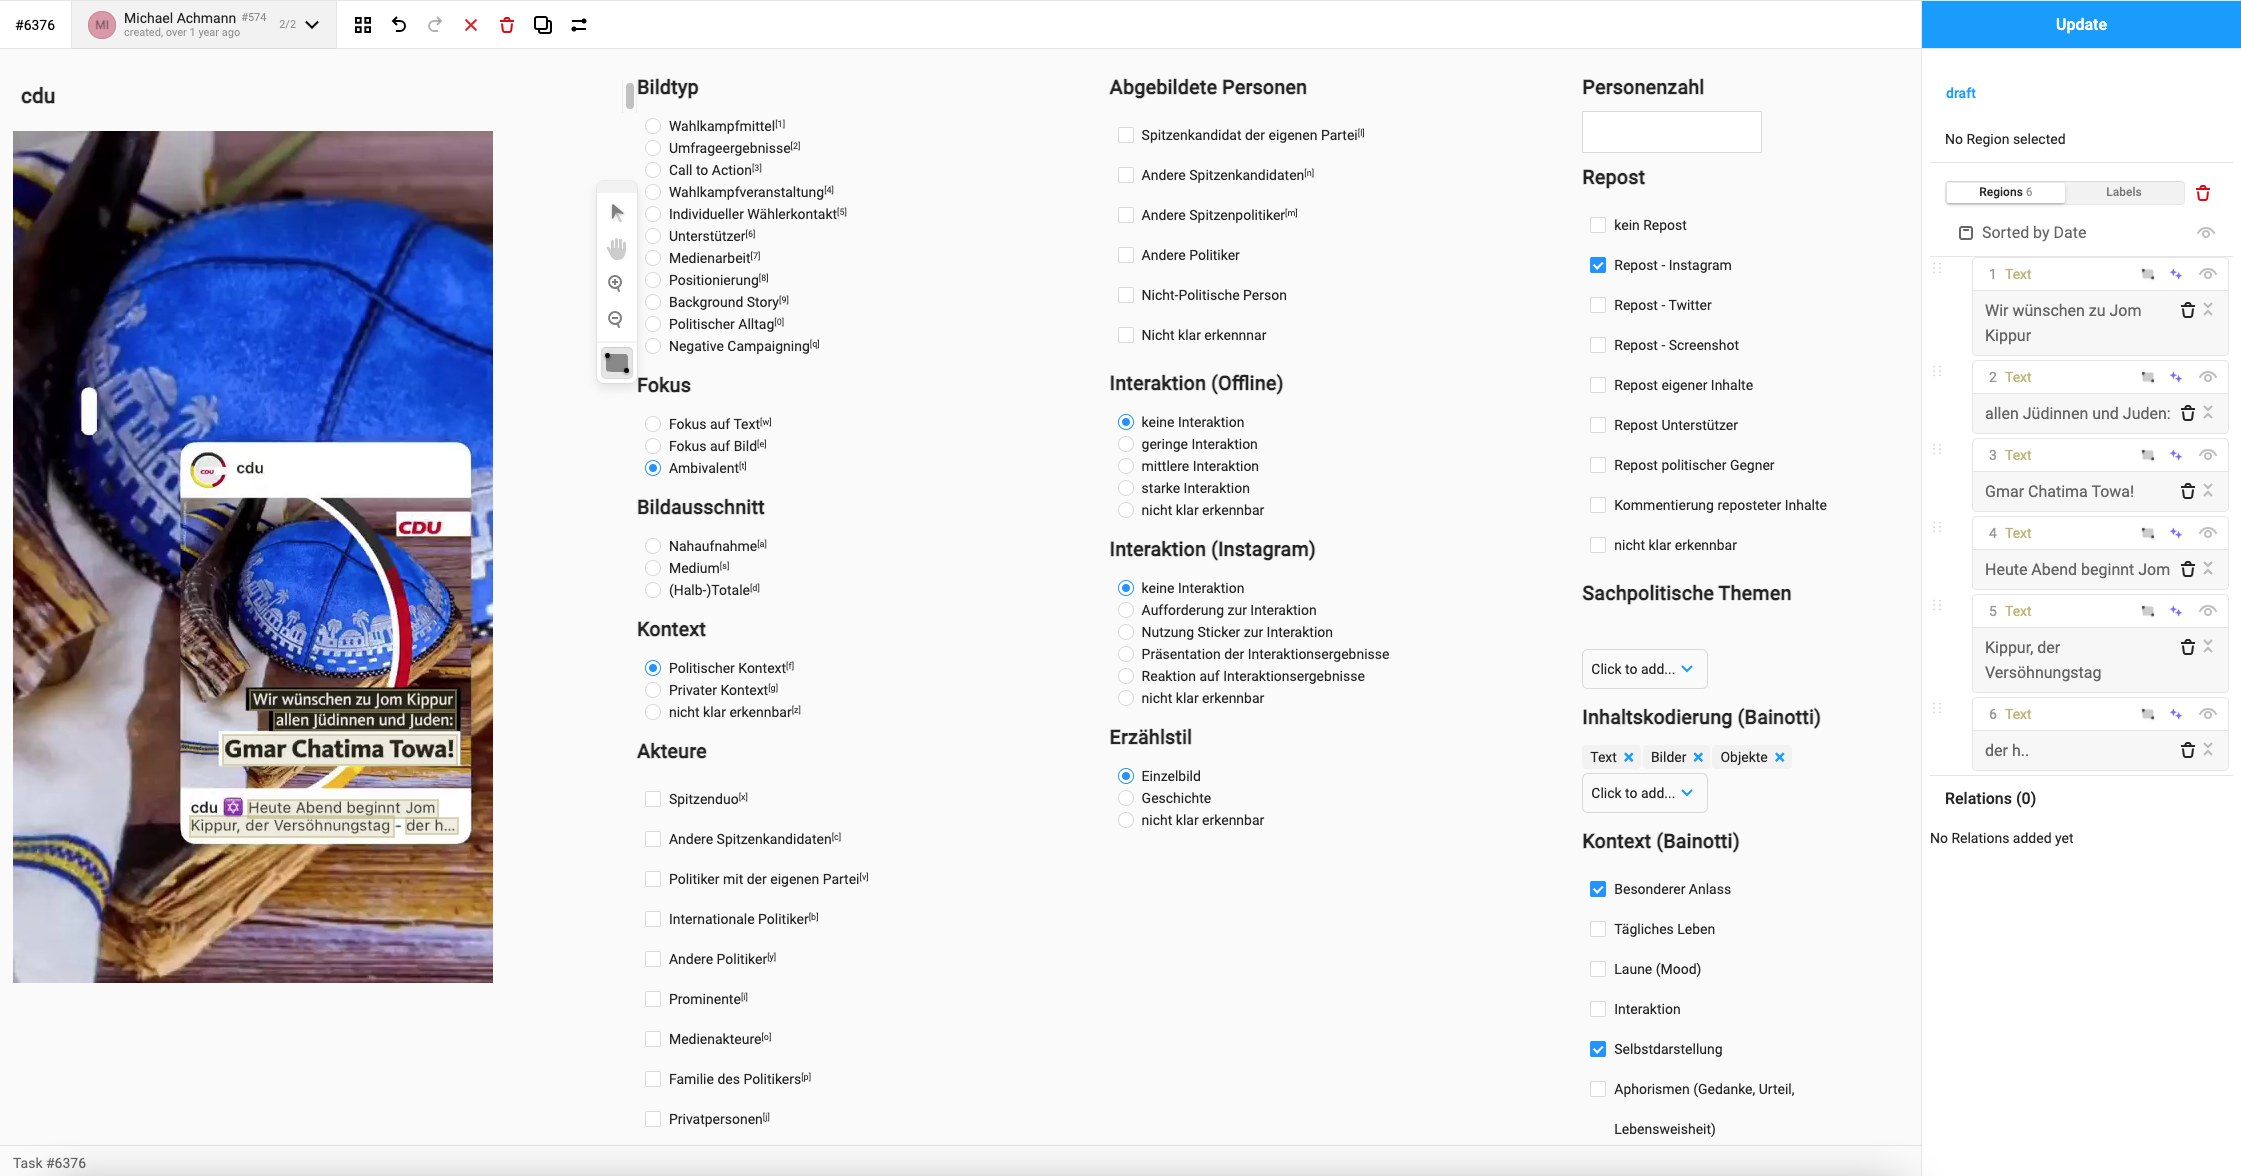 #6376
MI
Michael Achmann #574
created, over 1 year ago
2/2
Update
cdu
cdu
cdu
CDU
Wir wünschen zu Jom Kippur
allen Jüdinnen und Juden:
Gmar Chatima Towa!
cdu ✡ Heute Abend beginnt Jom
Kippur, der Versöhnungstag - der h...
Bildtyp
Wahlkampfmittel[1]
Umfrageergebnisse[2]
Call to Action[3]
Wahlkampfveranstaltung[4]
Individueller Wählerkontakt[5]
Unterstützer[6]
Medienarbeit[7]
Positionierung[8]
Background Story[9]
Politischer Alltag[0]
Negative Campaigning[q]
Fokus
Fokus auf Text[w]
Fokus auf Bild[e]
Ambivalent[t]
Bildausschnitt
Nahaufnahme[a]
Medium[s]
(Halb-)Totale[d]
Kontext
Politischer Kontext[f]
Privater Kontext[g]
nicht klar erkennbar[z]
Akteure
Spitzenduo[x]
Andere Spitzenkandidaten[c]
Politiker mit der eigenen Partei[v]
Internationale Politiker[b]
Andere Politiker[y]
Prominente[i]
Medienakteure[o]
Familie des Politikers[p]
Privatpersonen[j]
Abgebildete Personen
Spitzenkandidat der eigenen Partei[l]
Andere Spitzenkandidaten[n]
Andere Spitzenpolitiker[m]
Andere Politiker
Nicht-Politische Person
Nicht klar erkennnar
Interaktion (Offline)
keine Interaktion
geringe Interaktion
mittlere Interaktion
starke Interaktion
nicht klar erkennbar
Interaktion (Instagram)
keine Interaktion
Aufforderung zur Interaktion
Nutzung Sticker zur Interaktion
Präsentation der Interaktionsergebnisse
Reaktion auf Interaktionsergebnisse
nicht klar erkennbar
Erzählstil
Einzelbild
Geschichte
nicht klar erkennbar
Personenzahl
Repost
kein Repost
Repost - Instagram
Repost - Twitter
Repost - Screenshot
Repost eigener Inhalte
Repost Unterstützer
Repost politischer Gegner
Kommentierung reposteter Inhalte
nicht klar erkennbar
Sachpolitische Themen
Click to add...
Inhaltskodierung (Bainotti)
Text Bilder Objekte
Click to add...
Kontext (Bainotti)
Besonderer Anlass
Tägliches Leben
Laune (Mood)
Interaktion
Selbstdarstellung
Aphorismen (Gedanke, Urteil,
Lebensweisheit)
draft
No Region selected
Regions 6 Labels
Sorted by Date
1 Text
Wir wünschen zu Jom
Kippur
2 Text
allen Jüdinnen und Juden:
3 Text
Gmar Chatima Towa!
4 Text
Heute Abend beginnt Jom
5 Text
Kippur, der
Versöhnungstag
6 Text
der h..
Relations (0)
No Relations added yet
Task #6376